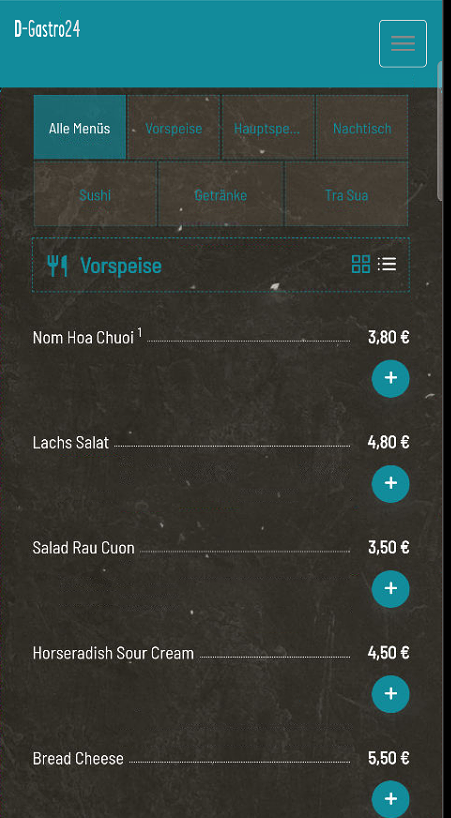 D-Gastro24
Alle Menüs Vorspeise Hauptspe... Nachtisch
Sushi Getränke Tra Sua
Vorspeise
Nom Hoa Chuoi 1 3,80 €
+
Lachs Salat 4,80 €
+
Salad Rau Cuon 3,50 €
+
Horseradish Sour Cream 4,50 €
+
Bread Cheese 5,50 €
+